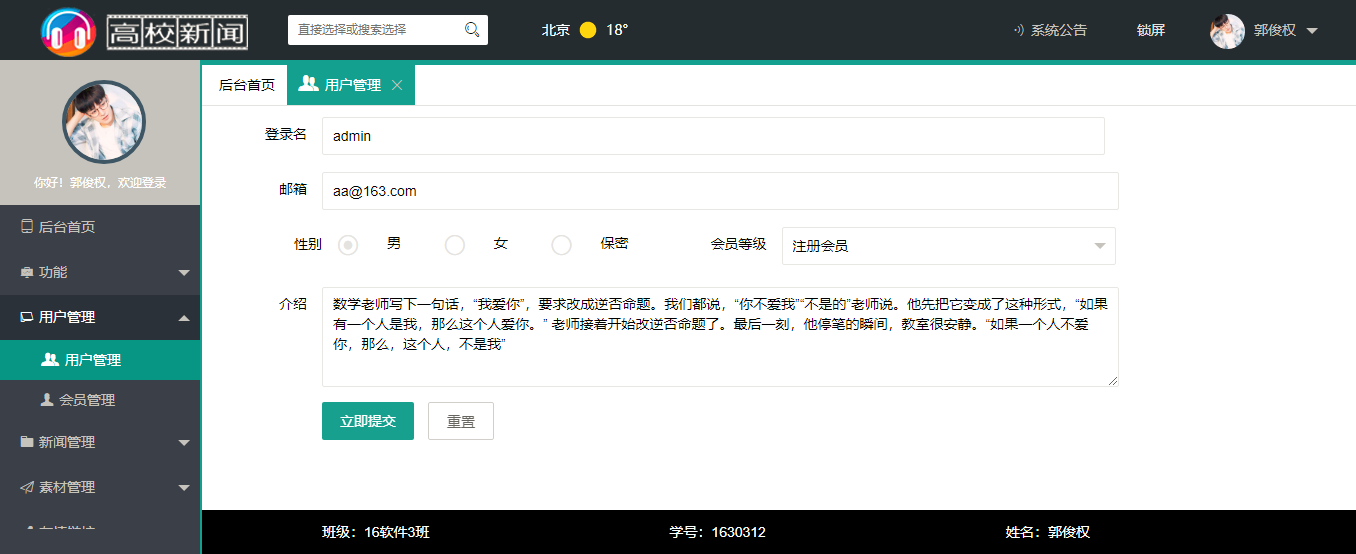 高校新闻
直接选择或搜索选择
北京 18°
系统公告
锁屏
郭俊权
你好！郭俊权，欢迎登录
后台首页
功能
用户管理
用户管理
会员管理
新闻管理
素材管理
后台首页
用户管理
登录名 admin
邮箱 aa@163.com
性别 男 女 保密 会员等级 注册会员
介绍 数学老师写下一句话，“我爱你”，要求改成逆否命题。我们都说，“你不爱我”“不是的”老师说。他先把它变成了这种形式，“如果
有一个人是我，那么这个人爱你。” 老师接着开始改逆否命题了。最后一刻，他停笔的瞬间，教室很安静。“如果一个人不爱
你，那么，这个人，不是我”
立即提交 重置
班级：16软件3班 学号：1630312 姓名：郭俊权